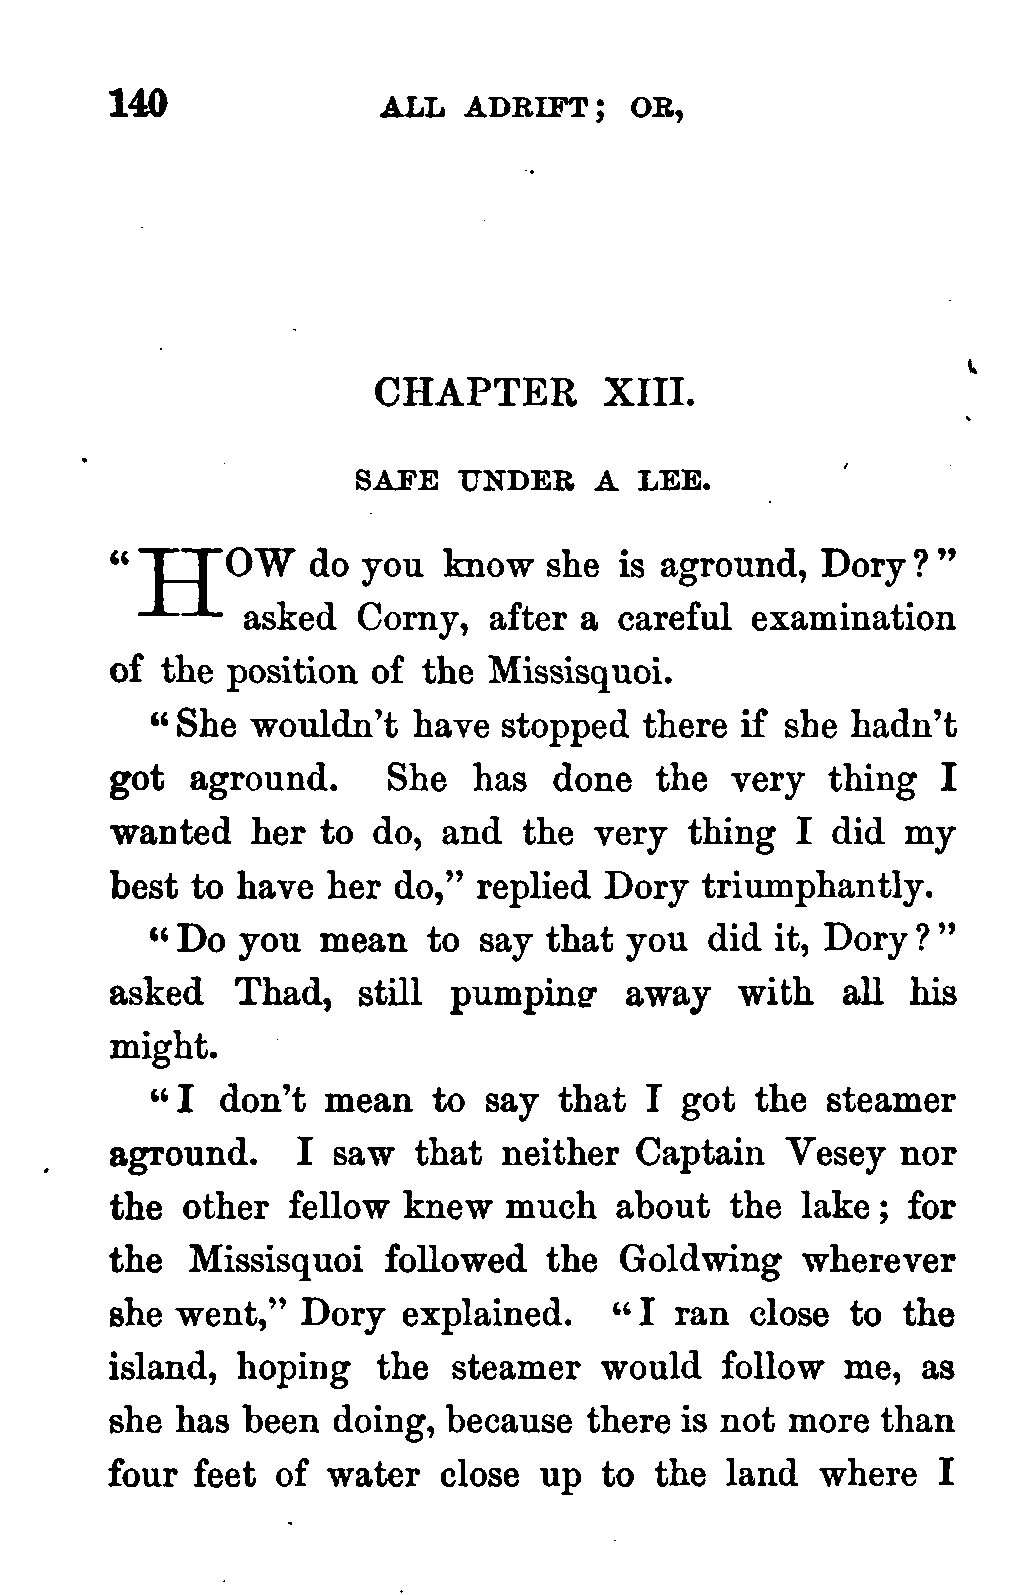 140 ALL ADRIFT; OR,
CHAPTER XIII.
SAFE UNDER A LEE.
“HOW do you know she is aground, Dory?”
asked Corny, after a careful examination
of the position of the Missisquoi.
“She wouldn’t have stopped there if she hadn’t
got aground. She has done the very thing I
wanted her to do, and the very thing I did my
best to have her do,” replied Dory triumphantly.
“Do you mean to say that you did it, Dory?”
asked Thad, still pumping away with all his
might.
“I don’t mean to say that I got the steamer
aground. I saw that neither Captain Vesey nor
the other fellow knew much about the lake; for
the Missisquoi followed the Goldwing wherever
she went,” Dory explained. “I ran close to the
island, hoping the steamer would follow me, as
she has been doing, because there is not more than
four feet of water close up to the land where I